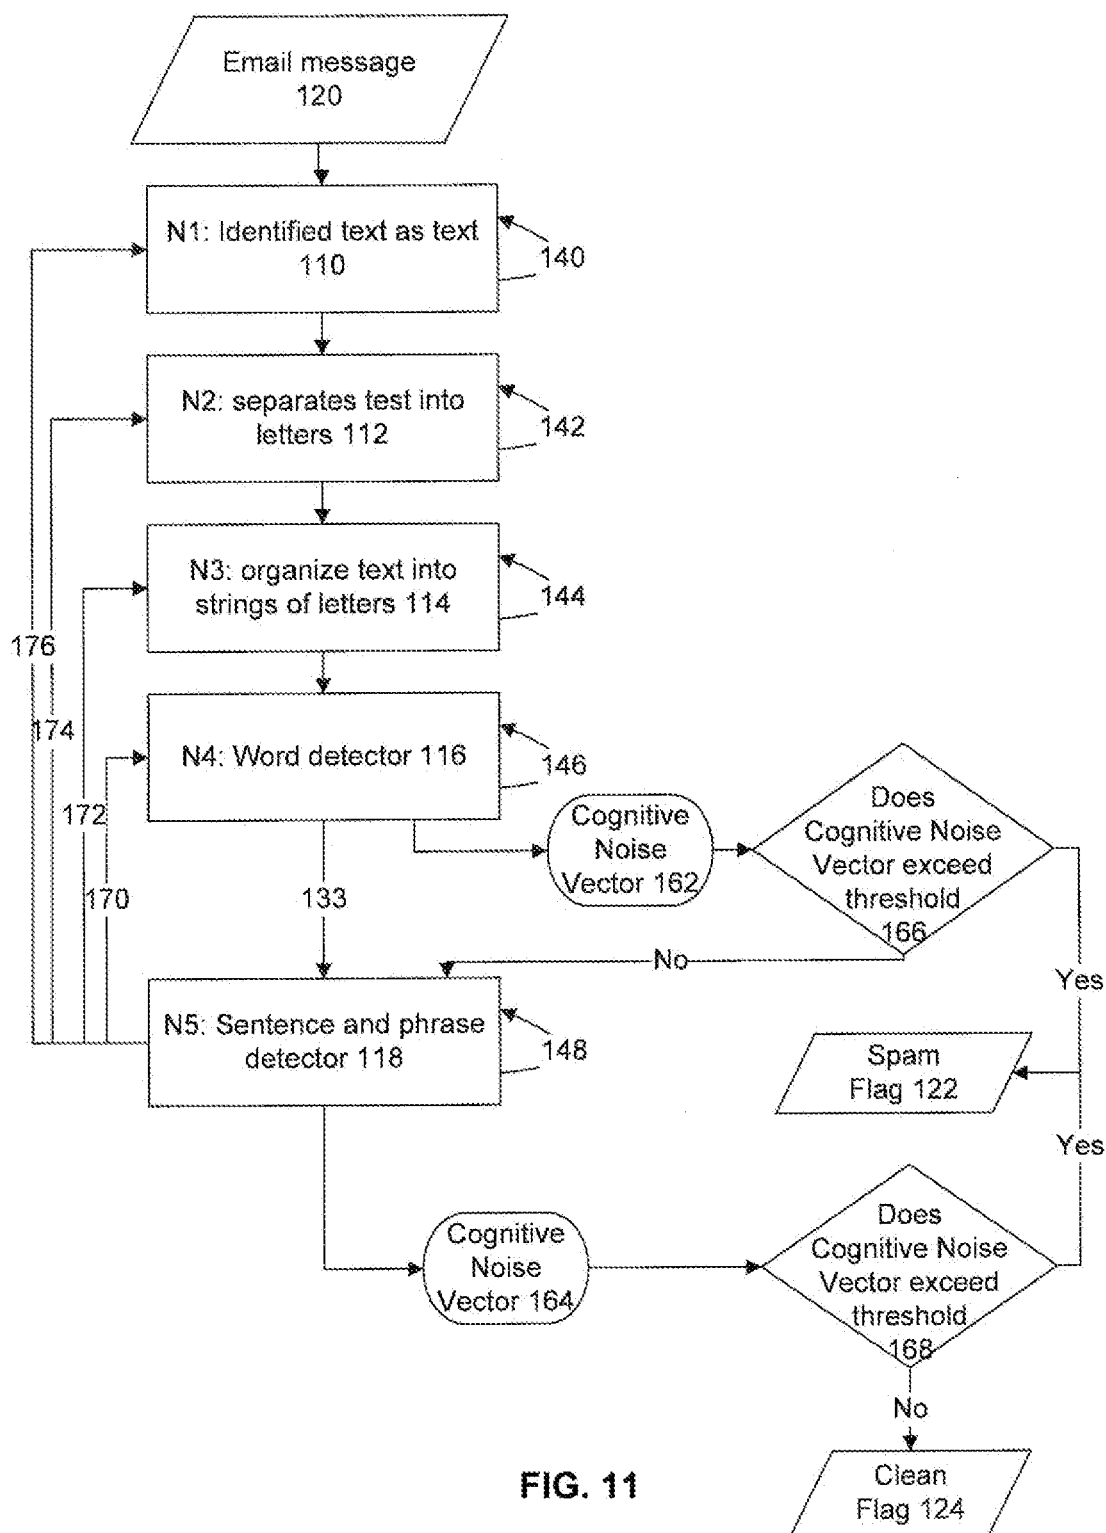 Email message
120
N1: Identified text as text
110
140
N2: separates test into
letters 112
142
N3: organize text into
strings of letters 114
144
176
174
N4: Word detector 116
146
172
170
133
Cognitive
Noise
Vector 162
Does
Cognitive Noise
Vector exceed
threshold
166
No
Yes
N5: Sentence and phrase
detector 118
148
Spam
Flag 122
Yes
Cognitive
Noise
Vector 164
Does
Cognitive Noise
Vector exceed
threshold
168
No
Clean
Flag 124
FIG. 11